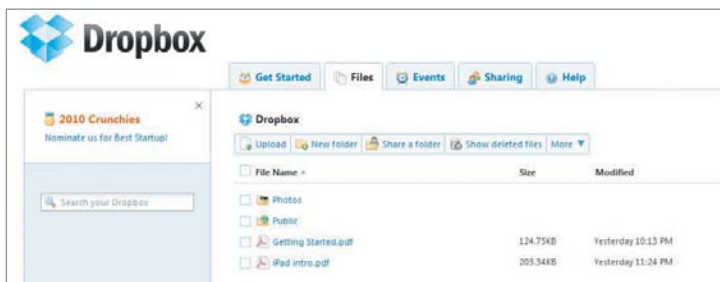 Dropbox
Get Started Files Events Sharing Help
2010 Crunchies
Nominate us for Best Startup!
Search your Dropbox
Dropbox
Upload New folder Share a folder Show deleted files More ▼
File Name Size Modified
Photos
Public
Getting Started.pdf 124.75KB Yesterday 10:13 PM
iPad intro.pdf 203.34KB Yesterday 11:24 PM